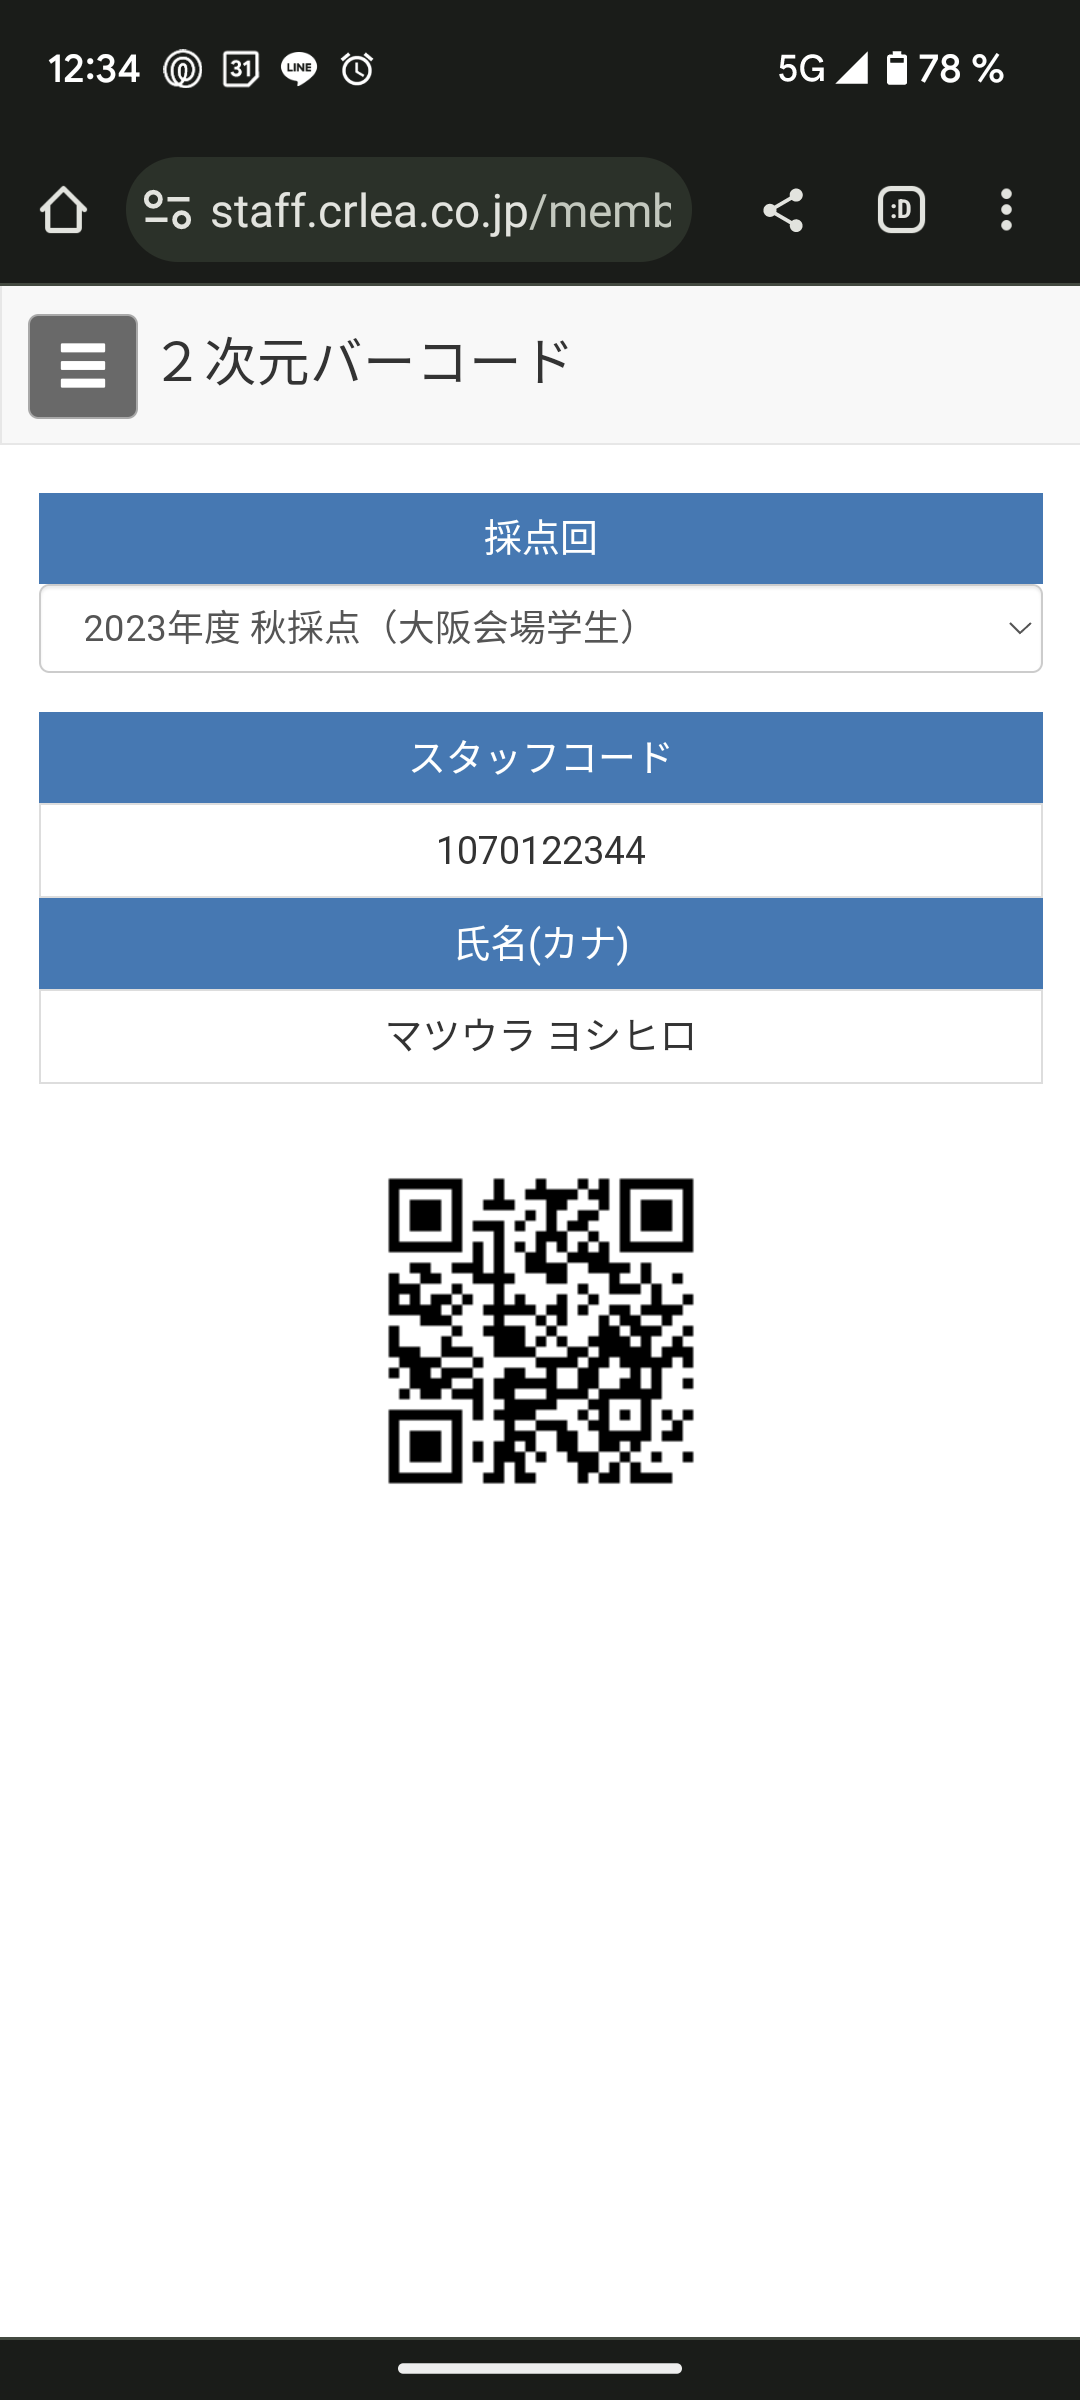 12:34 31 LINE 5G 78 %
staff.crlea.co.jp/memb :D
２次元バーコード
採点回
2023年度 秋採点（大阪会場学生）
スタッフコード
1070122344
氏名(カナ)
マツウラ ヨシヒロ